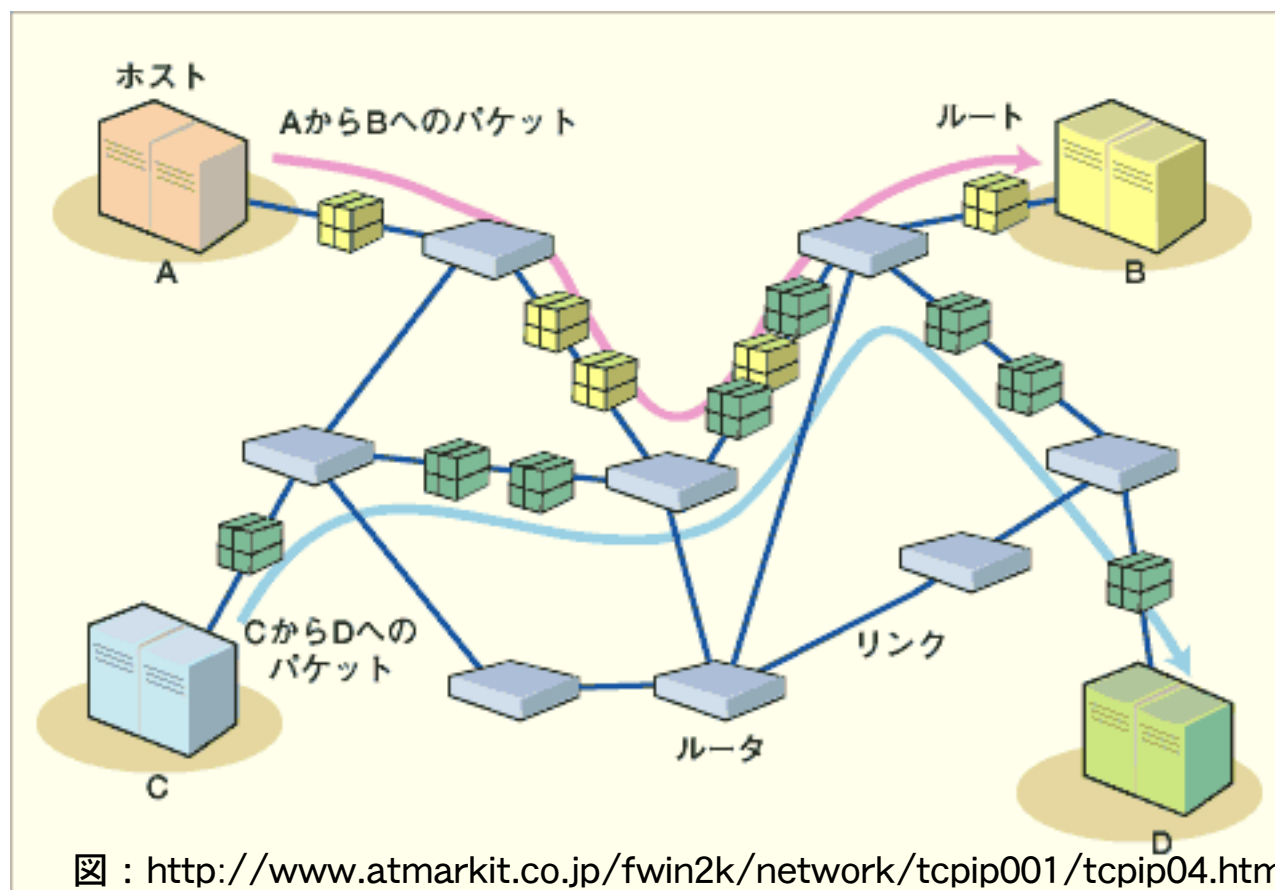 ホスト
AからBへのパケット
ルート
A
B
CからDへの
パケット
リンク
ルータ
C
D
図：http://www.atmarkit.co.jp/fwin2k/network/tcpip001/tcpip04.htm